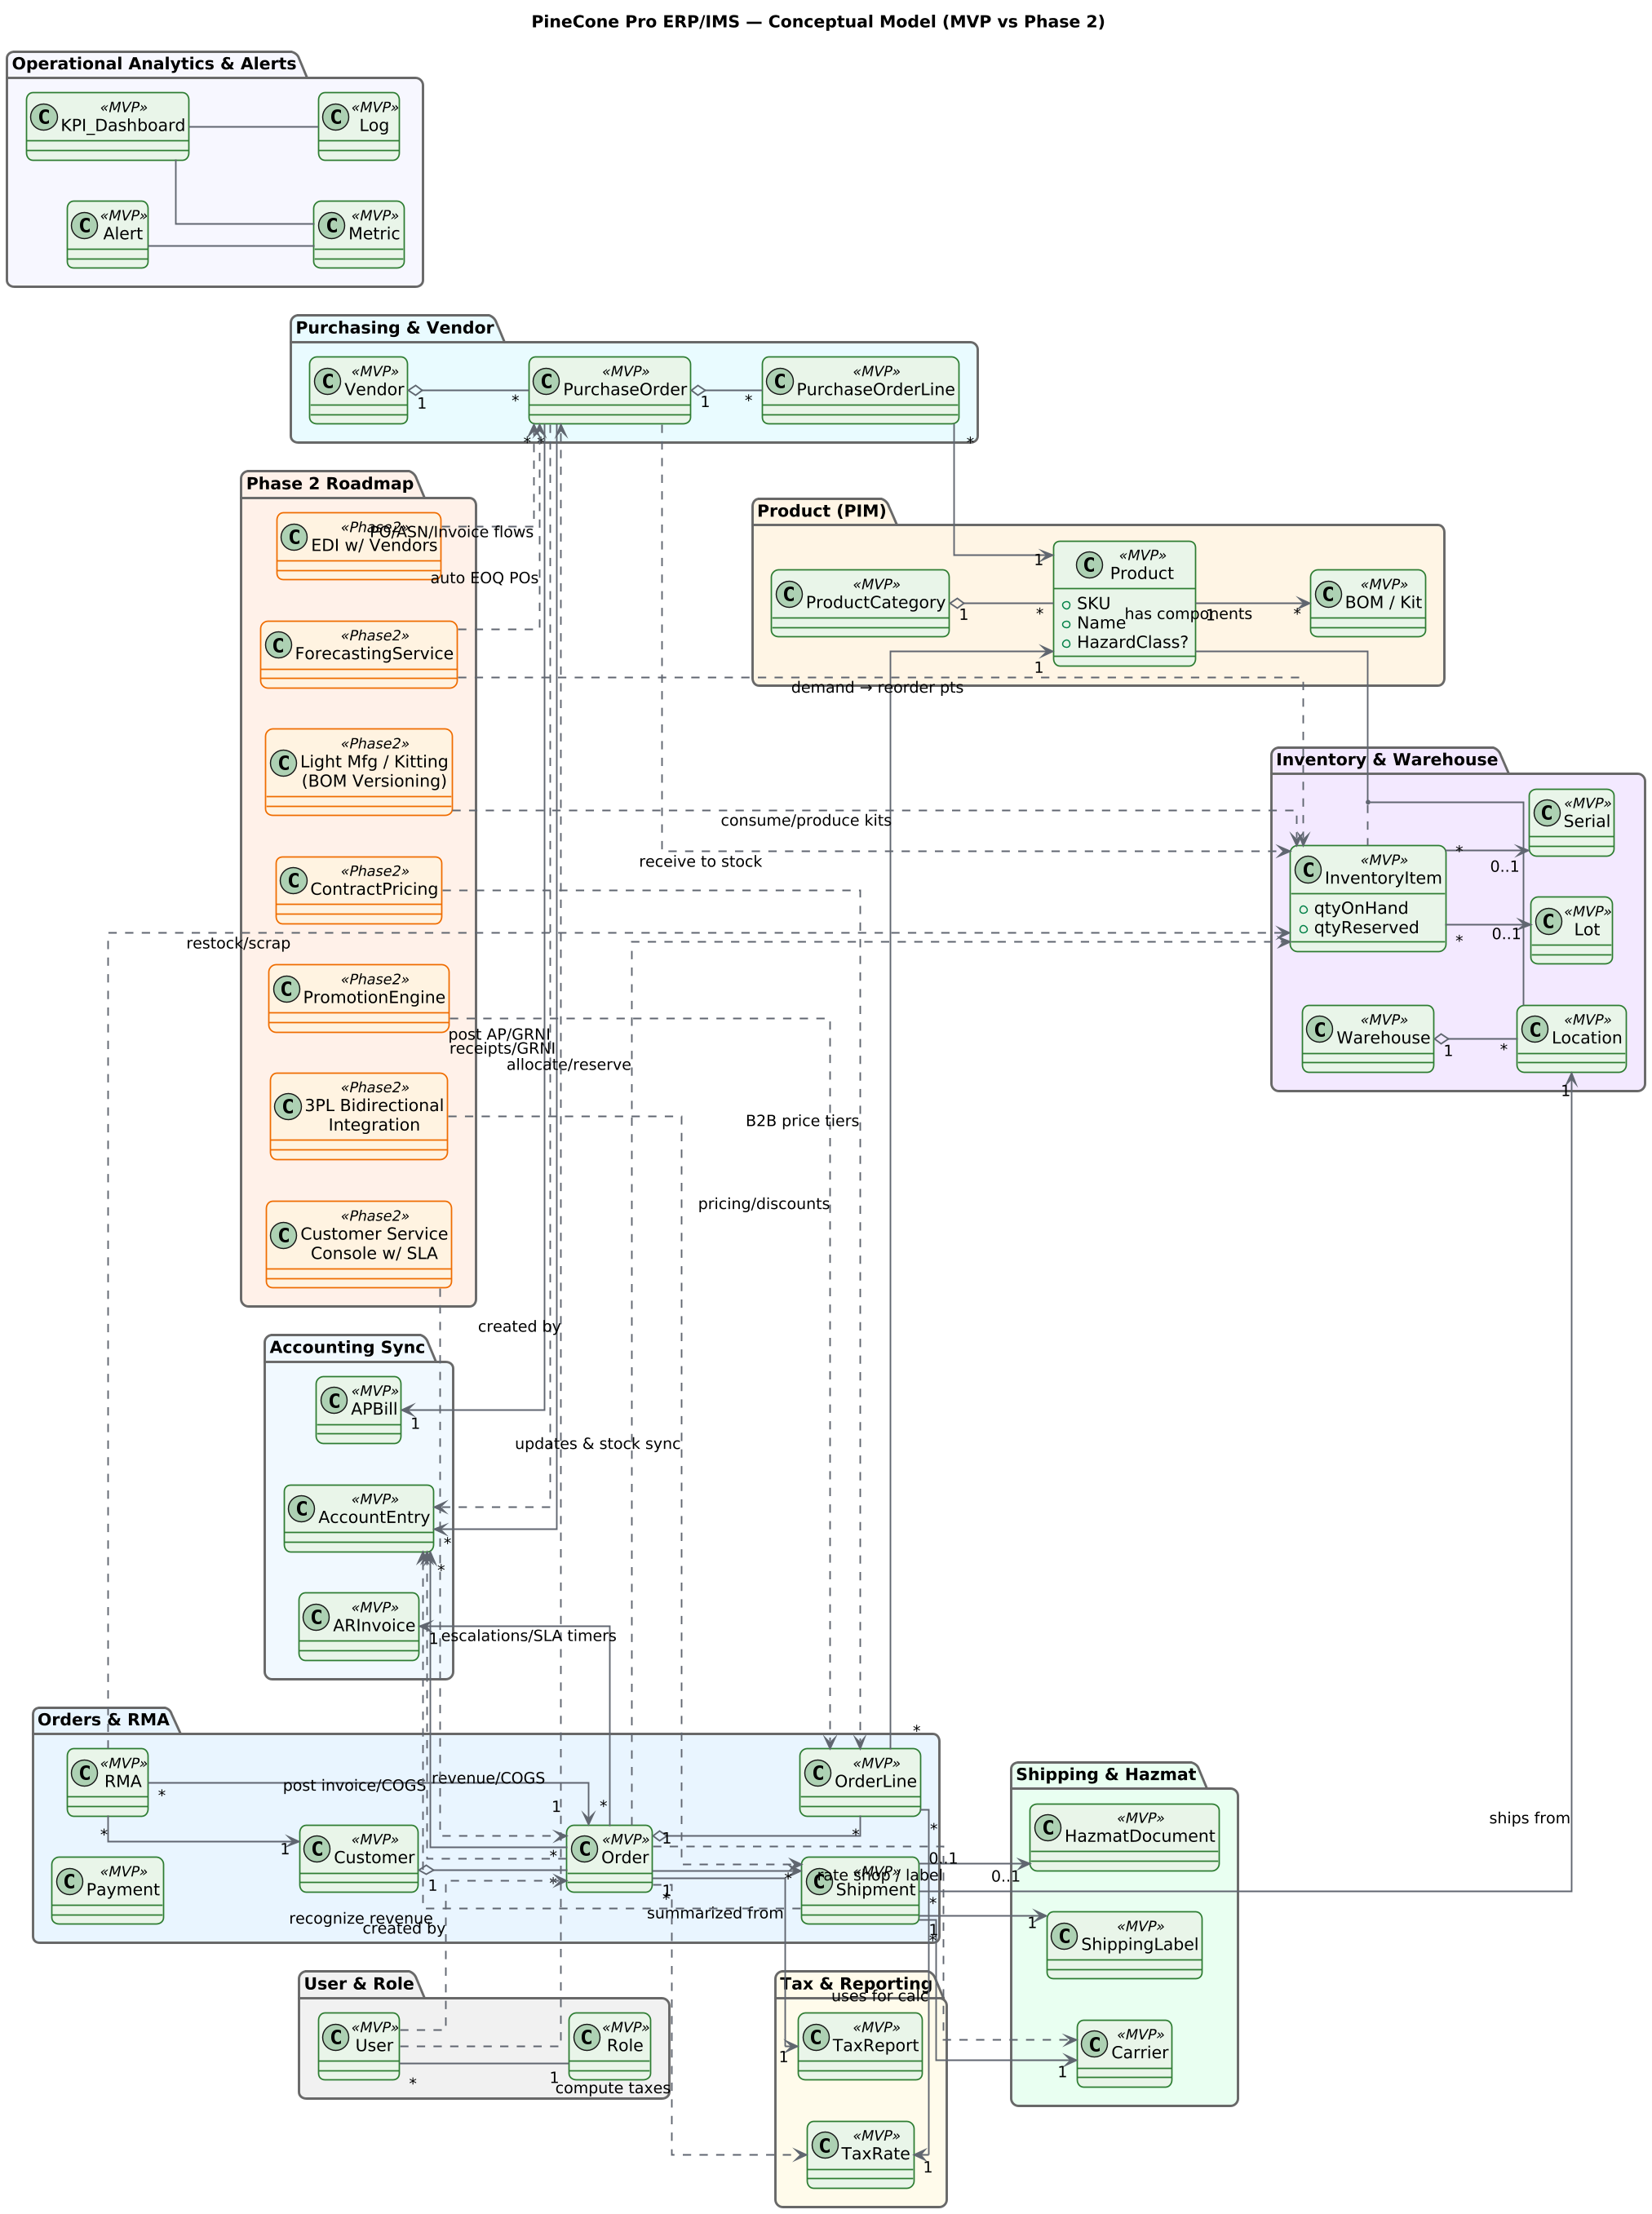 PineCone Pro ERP/IMS — Conceptual Model (MVP vs Phase 2)
Operational Analytics & Alerts
C «MVP»
KPI_Dashboard
C «MVP»
Log
C «MVP»
Alert
C «MVP»
Metric
Purchasing & Vendor
C «MVP»
Vendor
1
*
C «MVP»
PurchaseOrder
1
*
C «MVP»
PurchaseOrderLine
*
*
*
Phase 2 Roadmap
C «Phase2»
EDI w/ Vendors
PO/ASN/Invoice flows
auto EOQ POs
C «Phase2»
ForecastingService
demand → reorder pts
C «Phase2»
Light Mfg / Kitting
(BOM Versioning)
consume/produce kits
receive to stock
C «Phase2»
ContractPricing
restock/scrap
C «Phase2»
PromotionEngine
post AP/GRNI
receipts/GRNI
allocate/reserve
C «Phase2»
3PL Bidirectional
Integration
B2B price tiers
pricing/discounts
C «Phase2»
Customer Service
Console w/ SLA
created by
Product (PIM)
C «MVP»
ProductCategory
1
*
C «MVP»
Product
SKU
Name
HazardClass?
1
1
has components
1
*
C «MVP»
BOM / Kit
Inventory & Warehouse
C «MVP»
Serial
C «MVP»
InventoryItem
qtyOnHand
qtyReserved
*
0..1
*
0..1
C «MVP»
Lot
C «MVP»
Warehouse
1
*
C «MVP»
Location
1
Accounting Sync
C «MVP»
APBill
1
updates & stock sync
C «MVP»
AccountEntry
*
*
C «MVP»
ARInvoice
1
escalations/SLA timers
Orders & RMA
C «MVP»
RMA
*
*
post invoice/COGS
revenue/COGS
1
*
*
C «MVP»
OrderLine
*
*
1
C «MVP»
Customer
1
1
*
*
C «MVP»
Order
1
*
C «MVP»
Payment
C «MVP»
Shipment
rate shop / label
0..1
0..1
*
*
1
*
recognize revenue
created by
summarized from
Shipping & Hazmat
C «MVP»
HazmatDocument
ships from
C «MVP»
ShippingLabel
1
C «MVP»
Carrier
1
User & Role
C «MVP»
User
*
1
C «MVP»
Role
compute taxes
Tax & Reporting
uses for calc
C «MVP»
TaxReport
1
C «MVP»
TaxRate
1